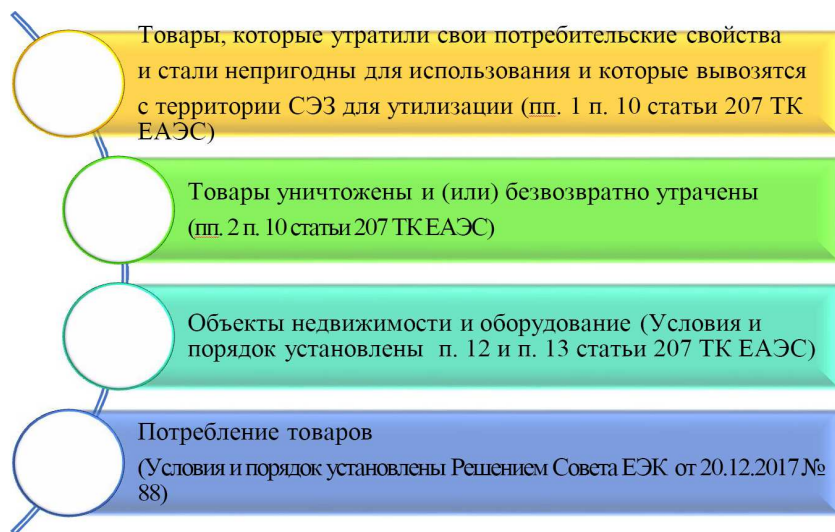 Товары, которые утратили свои потребительские свойства
и стали непригодны для использования и которые вывозятся
с территории СЭЗ для утилизации (пп. 1 п. 10 статьи 207 ТК
ЕАЭС)
Товары уничтожены и (или) безвозвратно утрачены
(пп. 2 п. 10 статьи 207 ТК ЕАЭС)
Объекты недвижимости и оборудование (Условия и
порядок установлены п. 12 и п. 13 статьи 207 ТК ЕАЭС)
Потребление товаров
(Условия и порядок установлены Решением Совета ЕЭК от 20.12.2017 №
88)